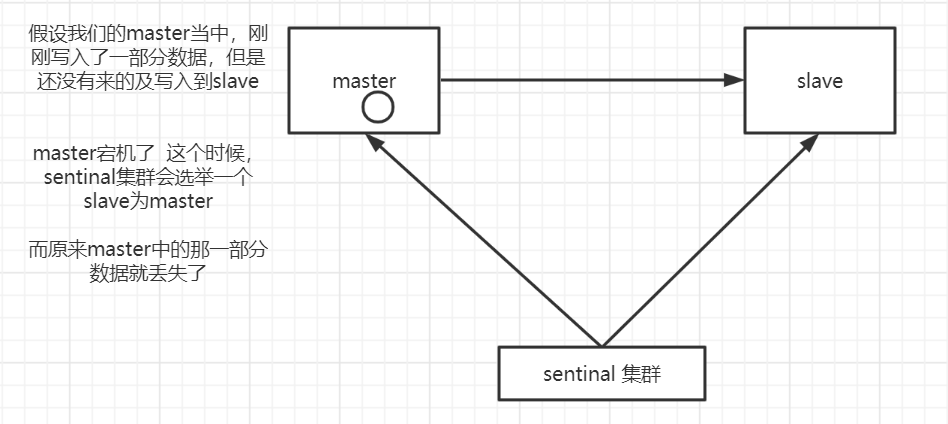 假设我们的master当中，刚
刚写入了一部分数据，但是
还没有来的及写入到slave
master
slave
master宕机了 这个时候，
sentinal集群会选举一个
slave为master
而原来master中的那一部分
数据就丢失了
sentinal 集群